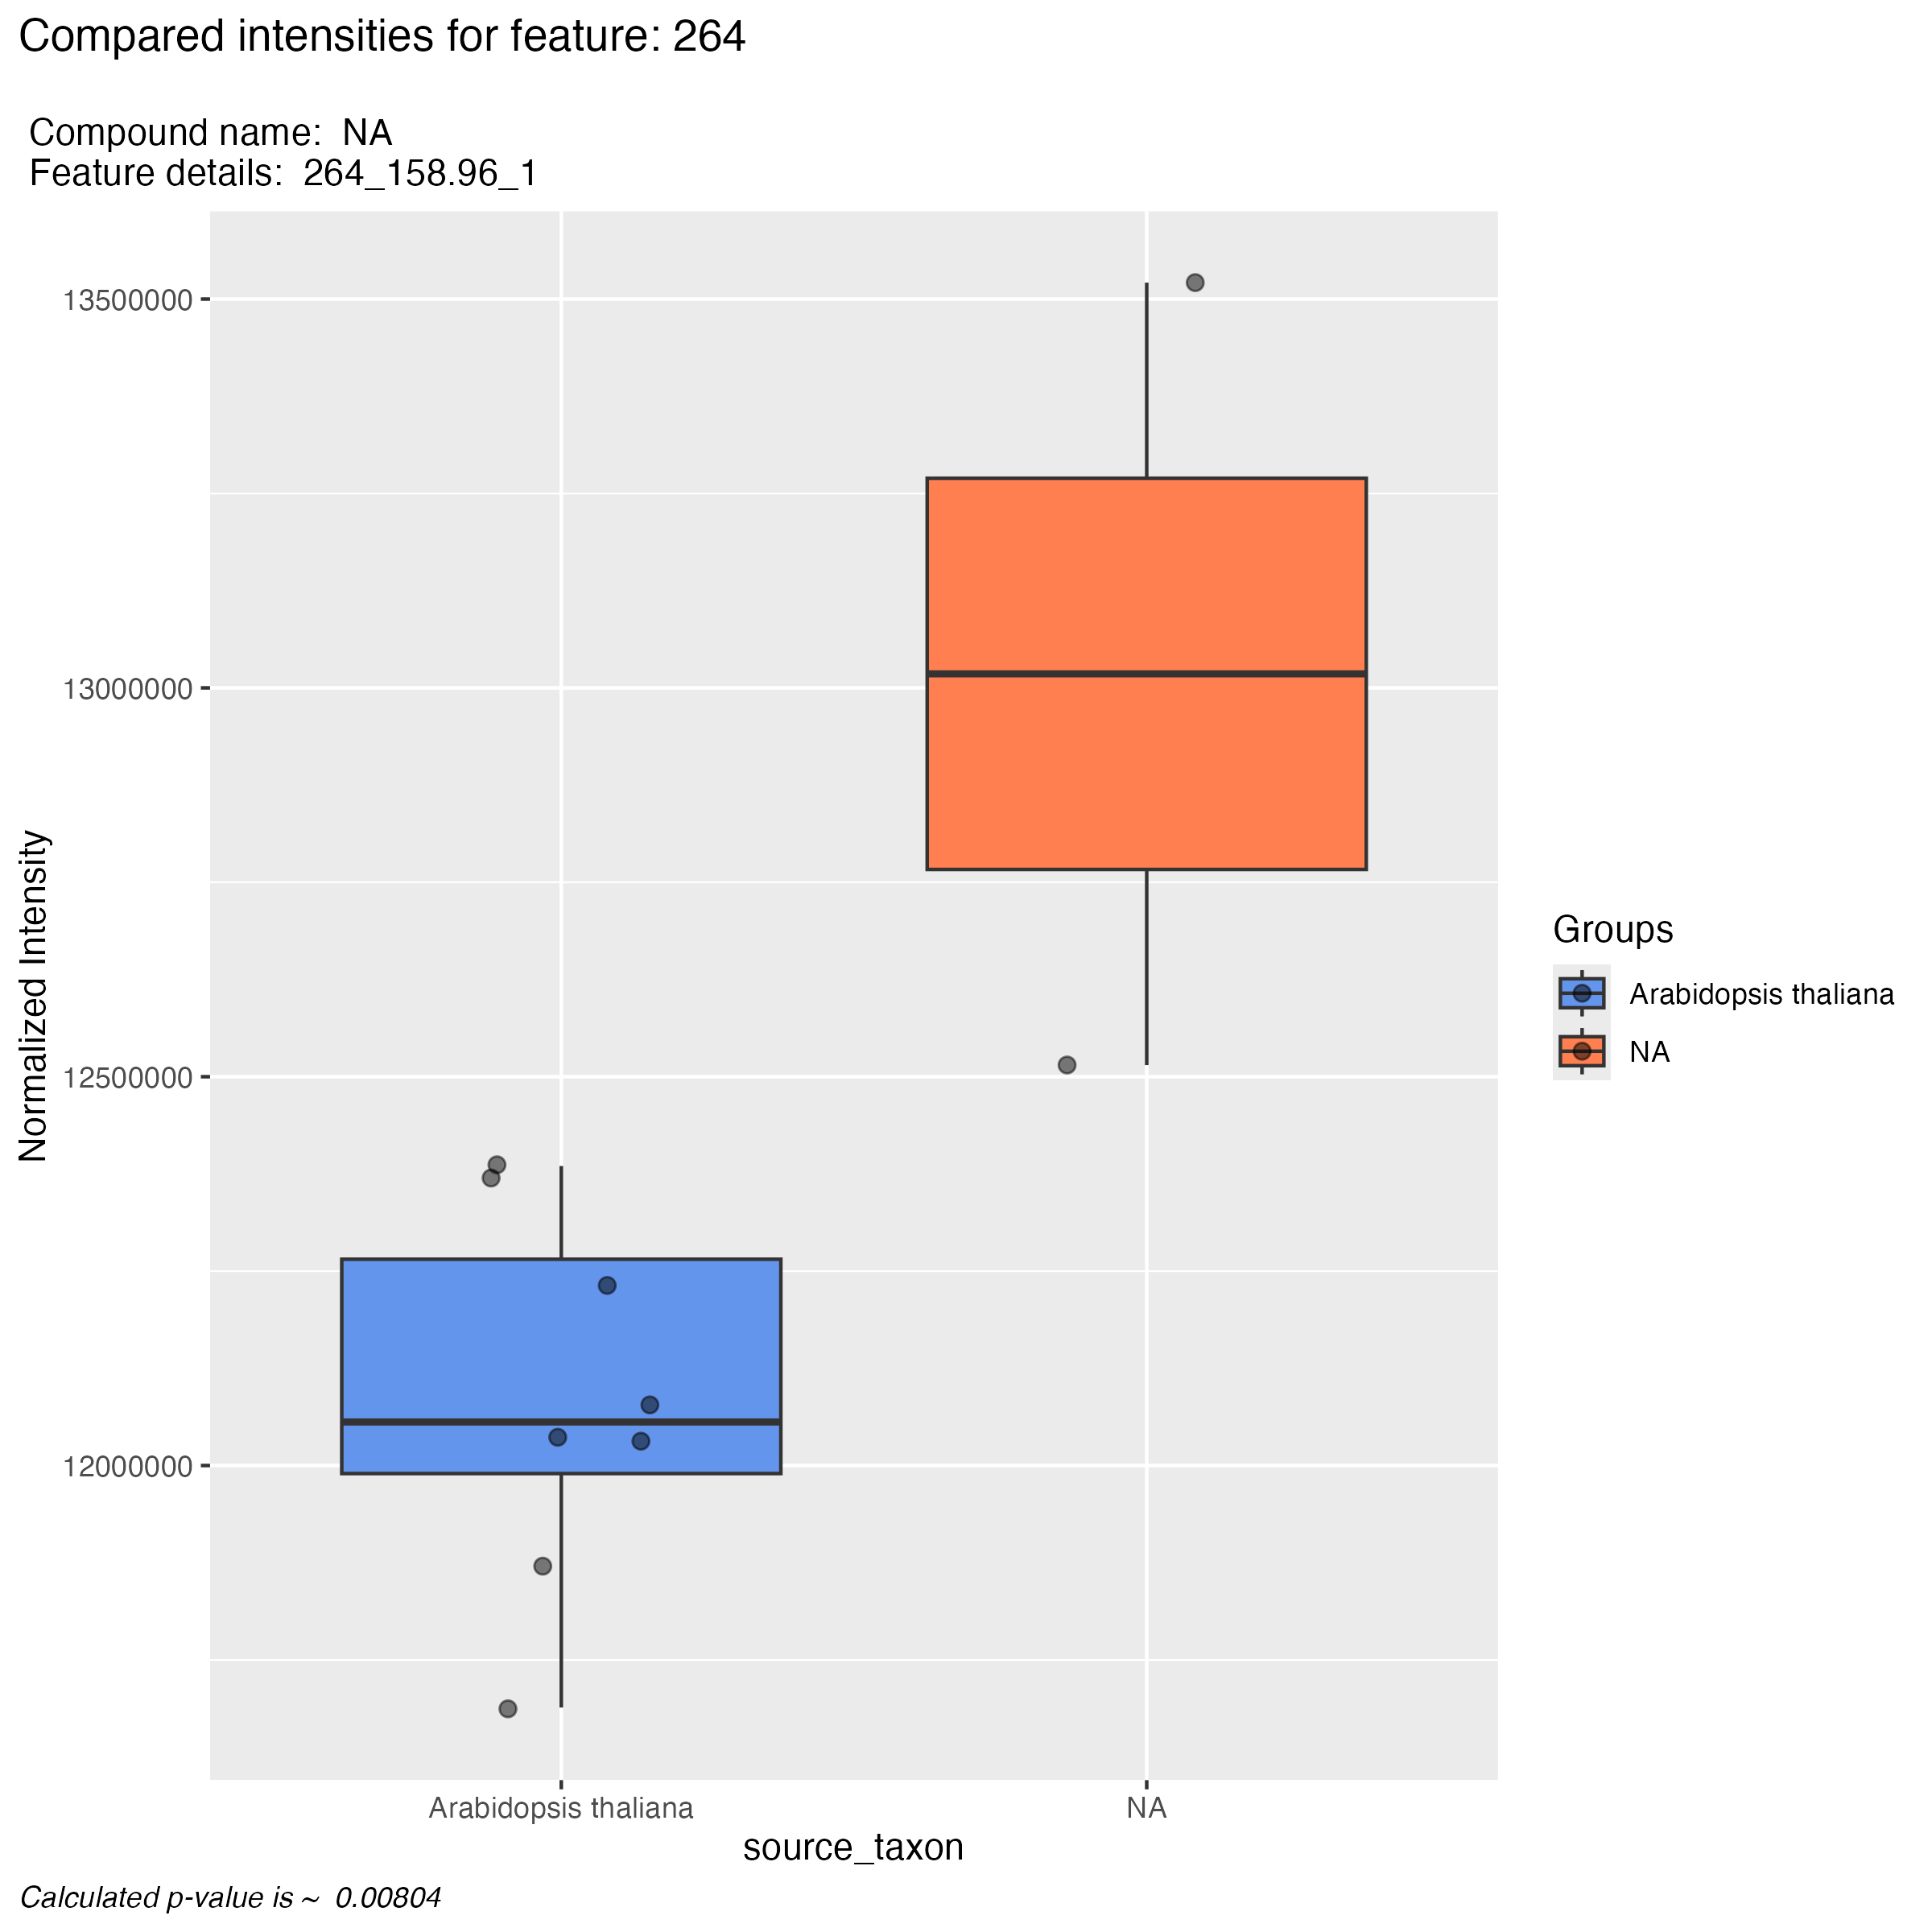 Compared intensities for feature: 264
Compound name:  NA
Feature details:  264_158.96_1
Normalized Intensity
13500000
13000000
12500000
12000000
Arabidopsis thaliana
NA
source_taxon
Groups
Arabidopsis thaliana
NA
Calculated p-value is ~  0.00804